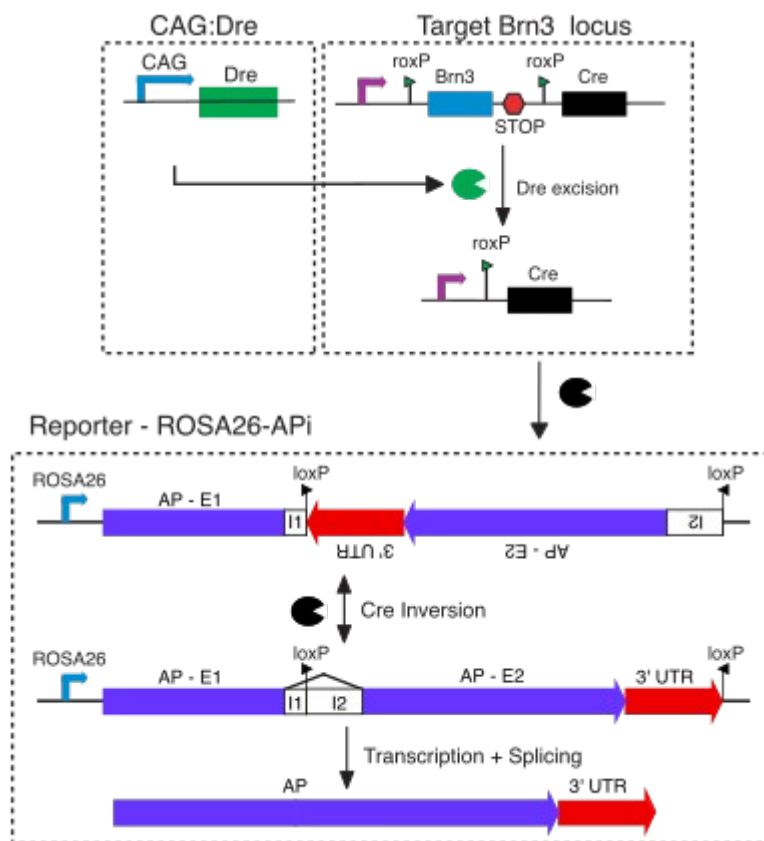 CAG:Dre
Target Brn3 locus
CAG
Dre
roxP
Brn3
roxP
Cre
STOP
Dre excision
roxP
Cre
Reporter - ROSA26-APi
ROSA26
AP - E1
I1
loxP
3' UTR
AP - E2
I2
loxP
Cre Inversion
ROSA26
AP - E1
loxP
I1
I2
AP - E2
3' UTR
loxP
Transcription + Splicing
AP
3' UTR